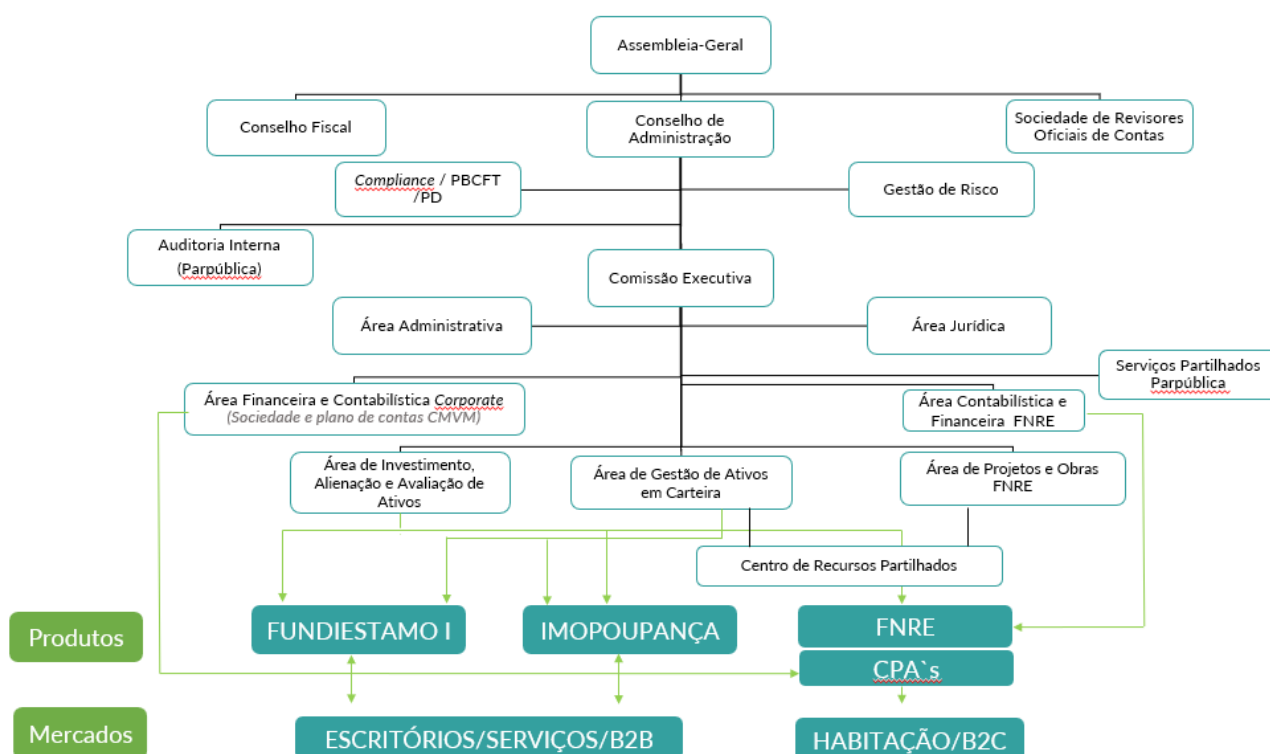 Assembleia-Geral
Conselho Fiscal
Conselho de
Administração
Sociedade de Revisores
Oficiais de Contas
Compliance / PBCFT
/PD
Gestão de Risco
Auditoria Interna
(Parpública)
Comissão Executiva
Área Administrativa
Área Jurídica
Serviços Partilhados
Parpública
Área Financeira e Contabilística Corporate
(Sociedade e plano de contas CMVM)
Área Contabilística e
Financeira FNRE
Área de Investimento,
Alienação e Avaliação de
Ativos
Área de Gestão de Ativos
em Carteira
Área de Projetos e Obras
FNRE
Centro de Recursos Partilhados
Produtos
FUNDIESTAMO I
IMOPOUPANÇA
FNRE
CPA`s
Mercados
ESCRITÓRIOS/SERVIÇOS/B2B
HABITAÇÃO/B2C